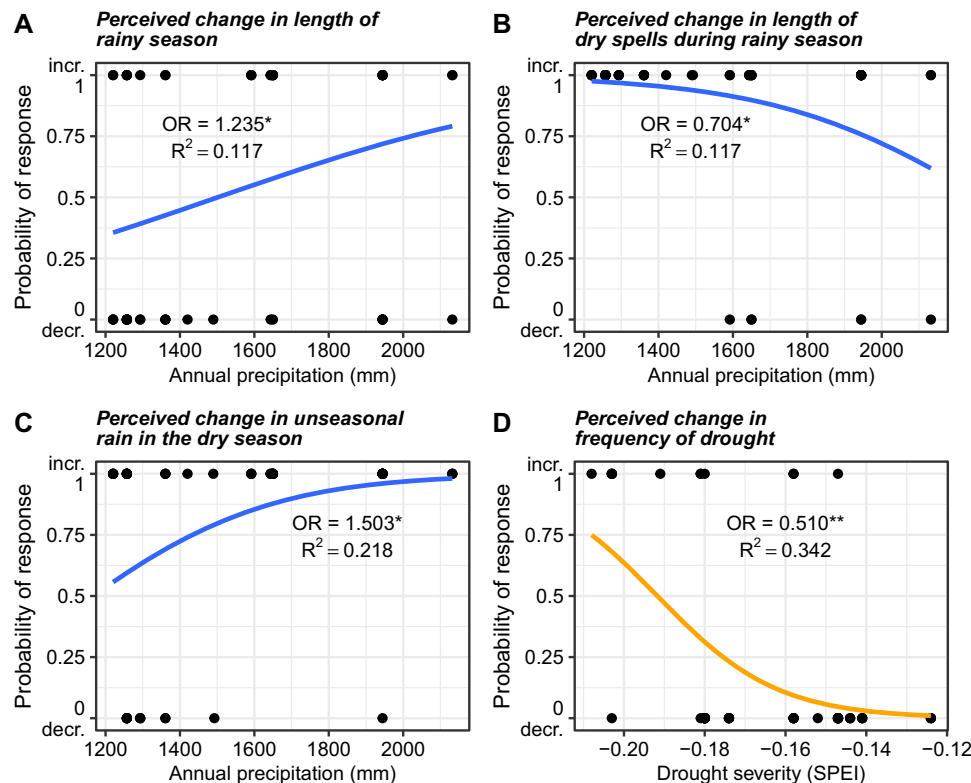 A
Perceived change in length of
rainy season
incr.
1
0.75
0.5
0.25
0
decr.
Probability of response
OR = 1.235*
R² = 0.117
1200 1400 1600 1800 2000
Annual precipitation (mm)
B
Perceived change in length of
dry spells during rainy season
incr.
1
0.75
0.5
0.25
0
decr.
Probability of response
OR = 0.704*
R² = 0.117
1200 1400 1600 1800 2000
Annual precipitation (mm)
C
Perceived change in unseasonal
rain in the dry season
incr.
1
0.75
0.5
0.25
0
decr.
Probability of response
OR = 1.503*
R² = 0.218
1200 1400 1600 1800 2000
Annual precipitation (mm)
D
Perceived change in
frequency of drought
incr.
1
0.75
0.5
0.25
0
decr.
Probability of response
OR = 0.510**
R² = 0.342
−0.20 −0.18 −0.16 −0.14 −0.12
Drought severity (SPEI)